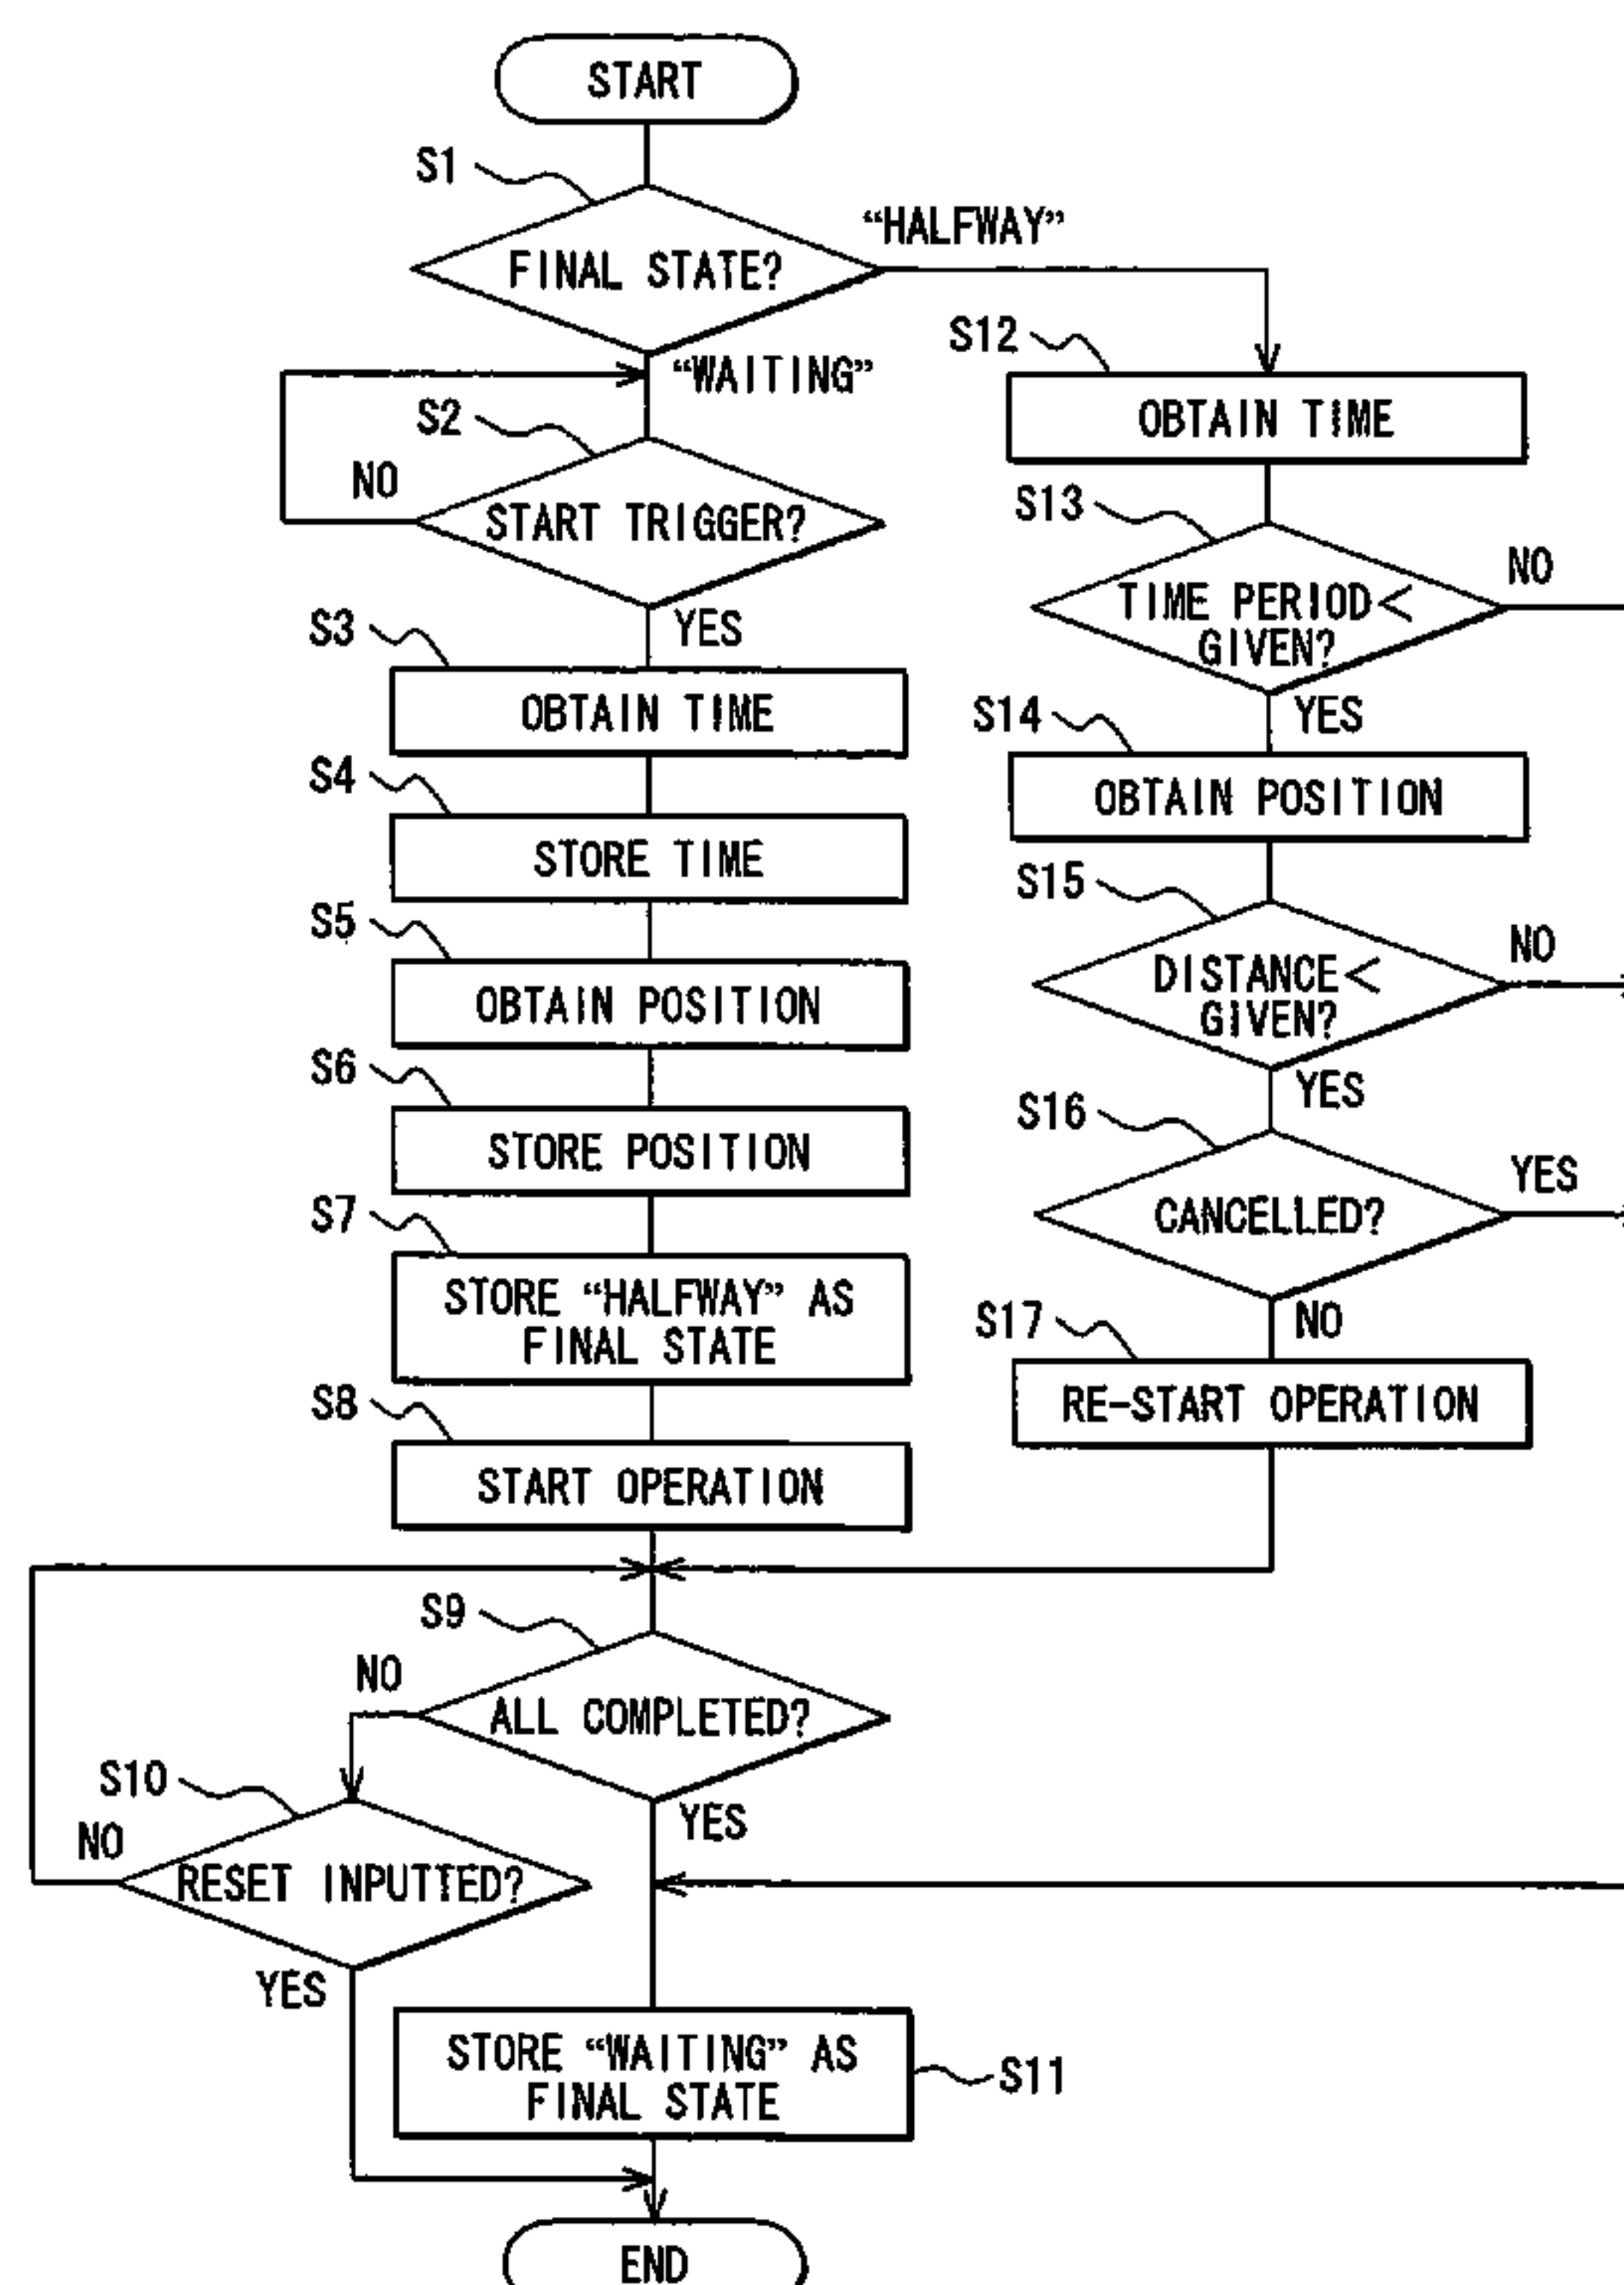 START
S1
FINAL STATE?
“HALFWAY”
“WAITING”
S2
NO
START TRIGGER?
YES
S3
OBTAIN TIME
S4
STORE TIME
S5
OBTAIN POSITION
S6
STORE POSITION
S7
STORE “HALFWAY” AS
FINAL STATE
S8
START OPERATION
S9
NO
ALL COMPLETED?
YES
S10
NO
RESET INPUTTED?
YES
STORE “WAITING” AS
FINAL STATE
S11
END
S12
OBTAIN TIME
S13
NO
TIME PERIOD<
GIVEN?
YES
S14
OBTAIN POSITION
S15
NO
DISTANCE<
GIVEN?
YES
S16
YES
CANCELLED?
NO
S17
RE-START OPERATION